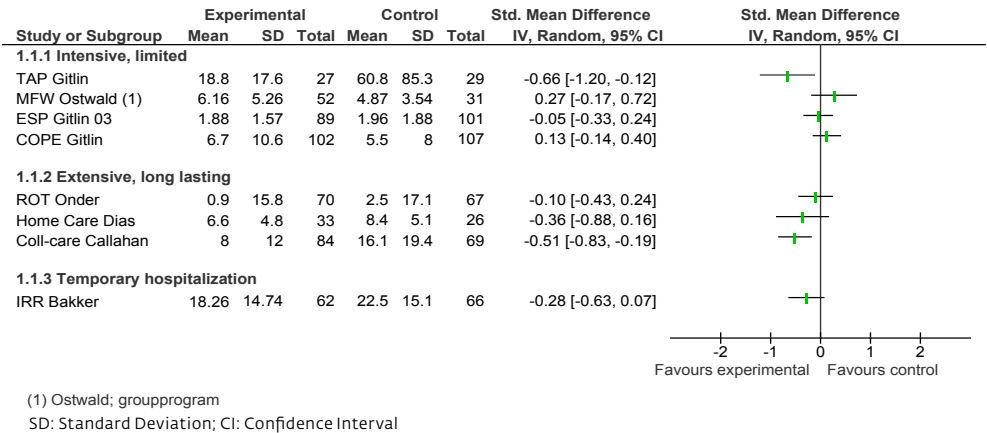 Experimental Control Std. Mean Difference Std. Mean Difference
Study or Subgroup Mean SD Total Mean SD Total IV, Random, 95% CI IV, Random, 95% CI
1.1.1 Intensive, limited
TAP Gitlin 18.8 17.6 27 60.8 85.3 29 -0.66 [-1.20, -0.12]
MFW Ostwald (1) 6.16 5.26 52 4.87 3.54 31 0.27 [-0.17, 0.72]
ESP Gitlin 03 1.88 1.57 89 1.96 1.88 101 -0.05 [-0.33, 0.24]
COPE Gitlin 6.7 10.6 102 5.5 8 107 0.13 [-0.14, 0.40]
1.1.2 Extensive, long lasting
ROT Onder 0.9 15.8 70 2.5 17.1 67 -0.10 [-0.43, 0.24]
Home Care Dias 6.6 4.8 33 8.4 5.1 26 -0.36 [-0.88, 0.16]
Coll-care Callahan 8 12 84 16.1 19.4 69 -0.51 [-0.83, -0.19]
1.1.3 Temporary hospitalization
IRR Bakker 18.26 14.74 62 22.5 15.1 66 -0.28 [-0.63, 0.07]
-2 -1 0 1 2
Favours experimental Favours control
(1) Ostwald; groupprogram
SD: Standard Deviation; CI: Confidence Interval